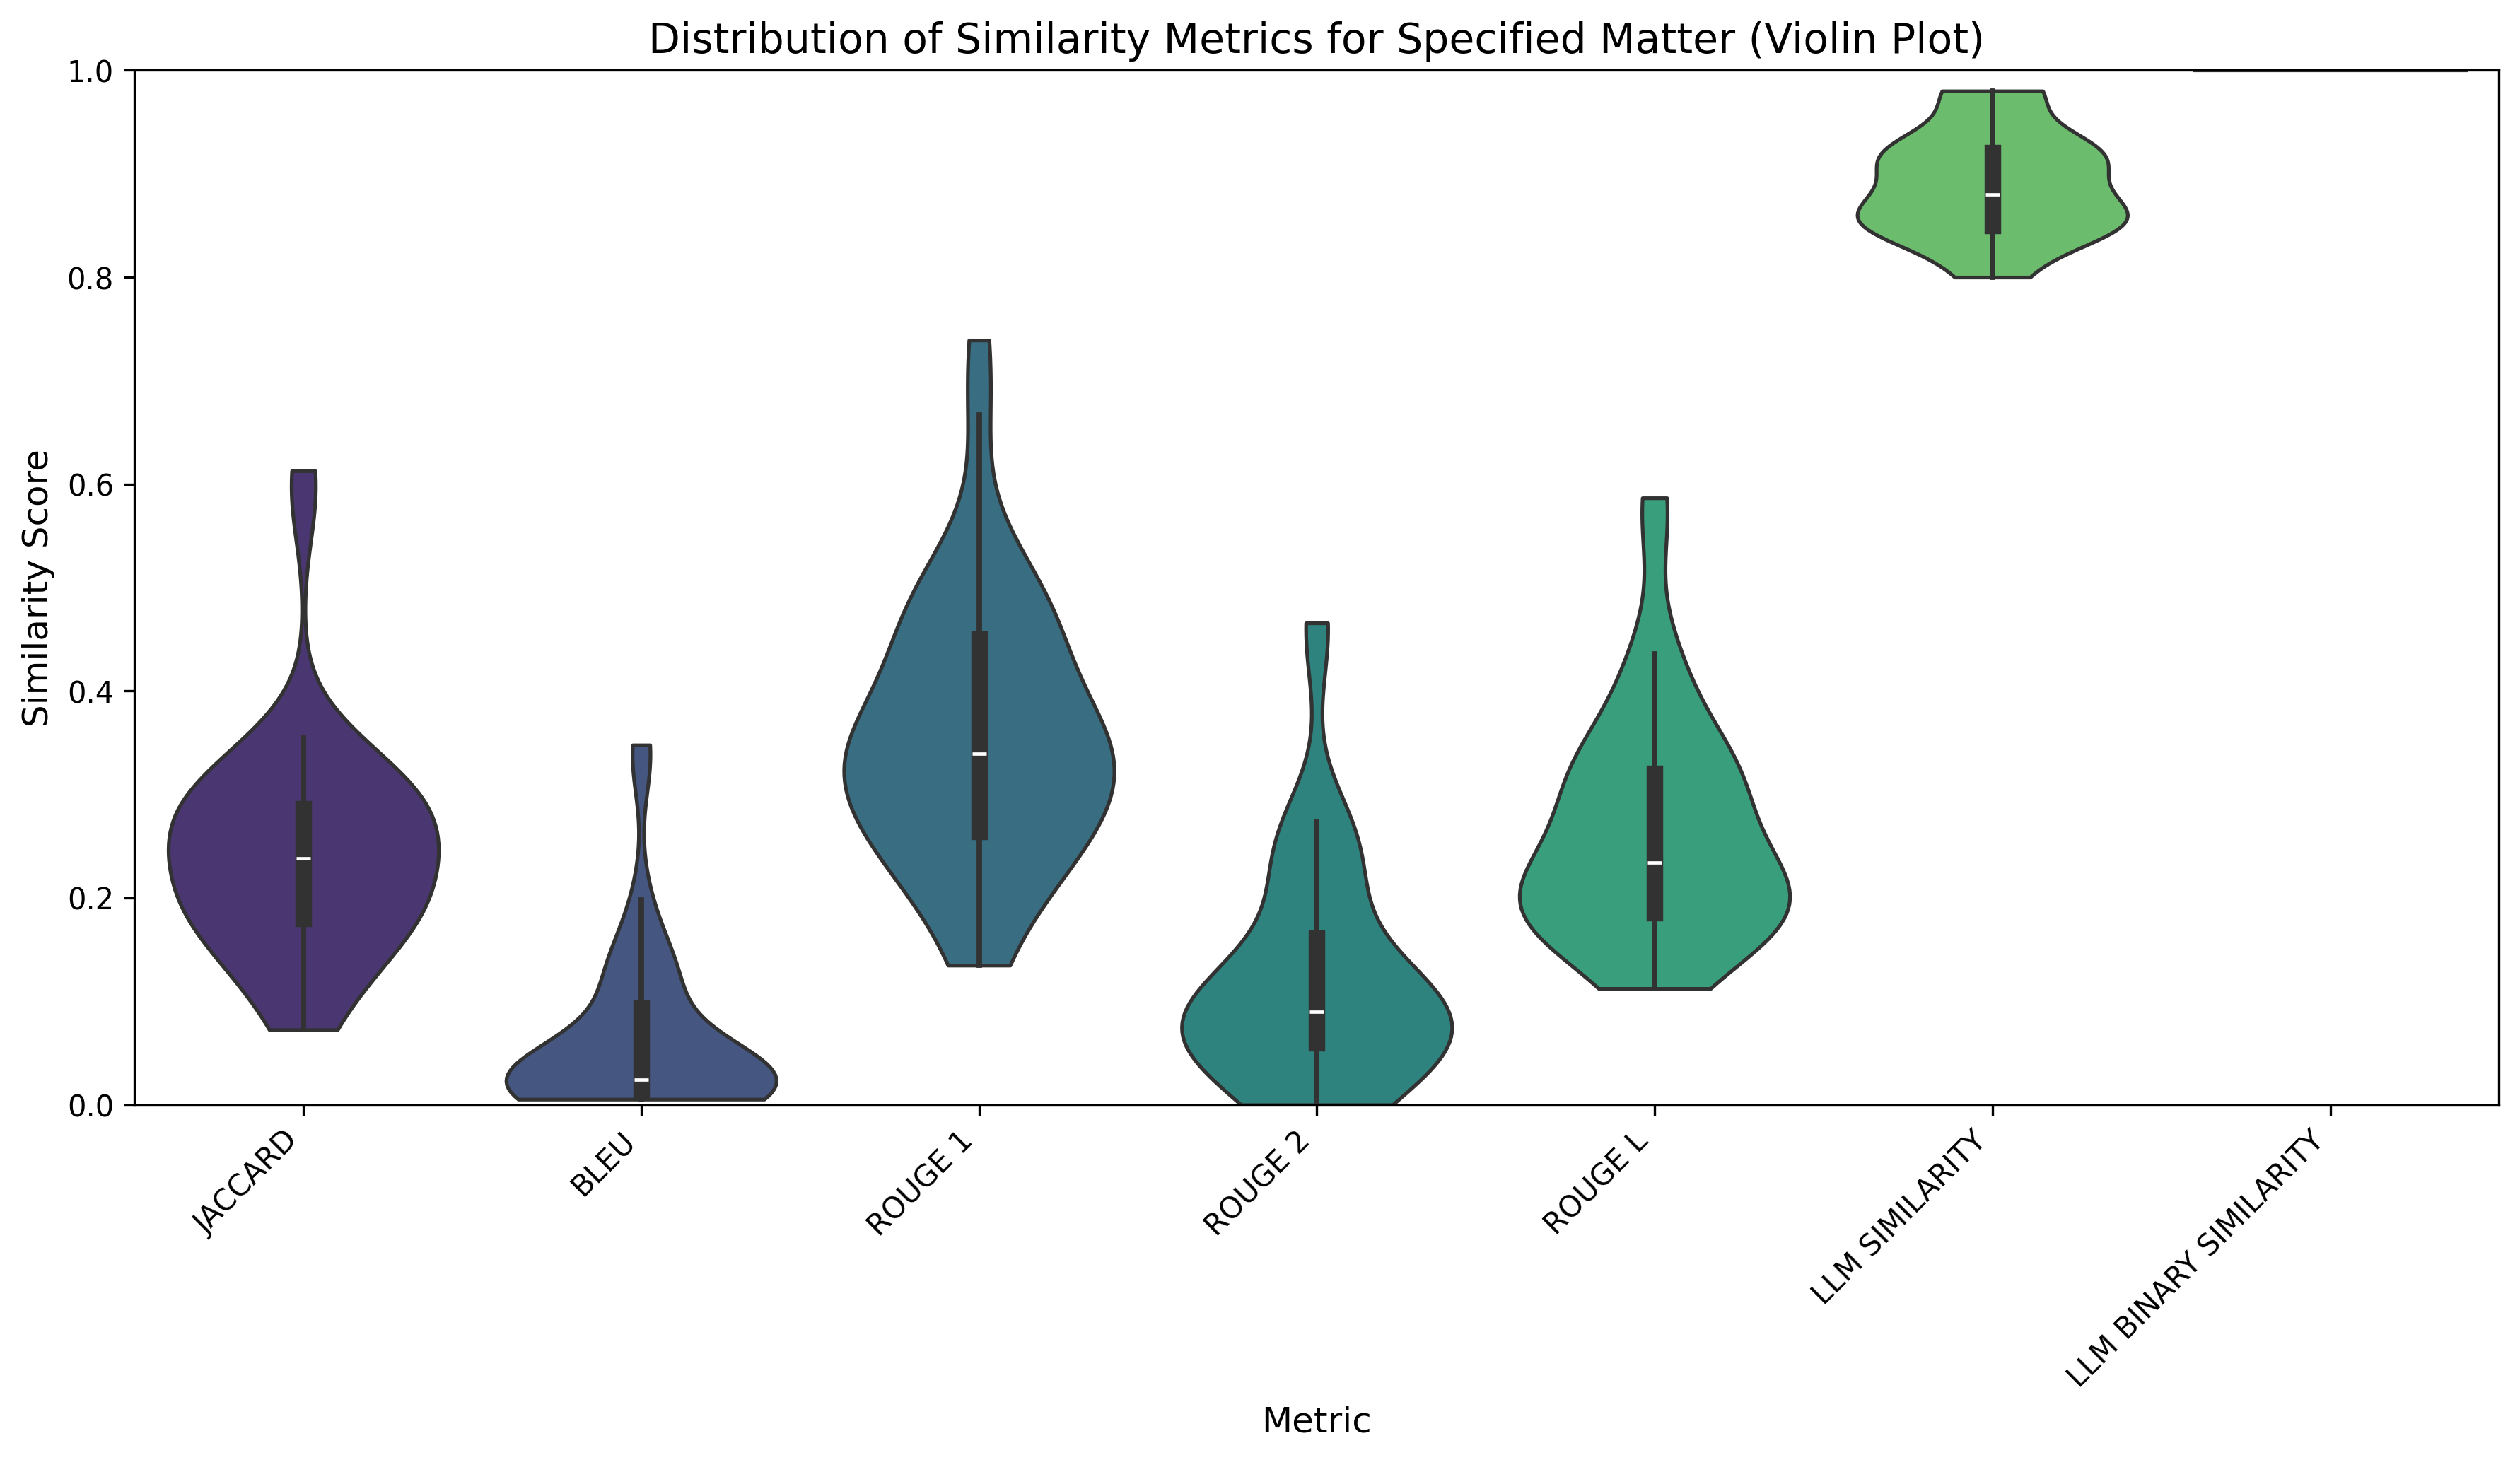 Distribution of Similarity Metrics for Specified Matter (Violin Plot)
1.0
0.8
0.6
0.4
0.2
0.0
Similarity Score
JACCARD
BLEU
ROUGE 1
ROUGE 2
ROUGE L
LLM SIMILARITY
LLM BINARY SIMILARITY
Metric